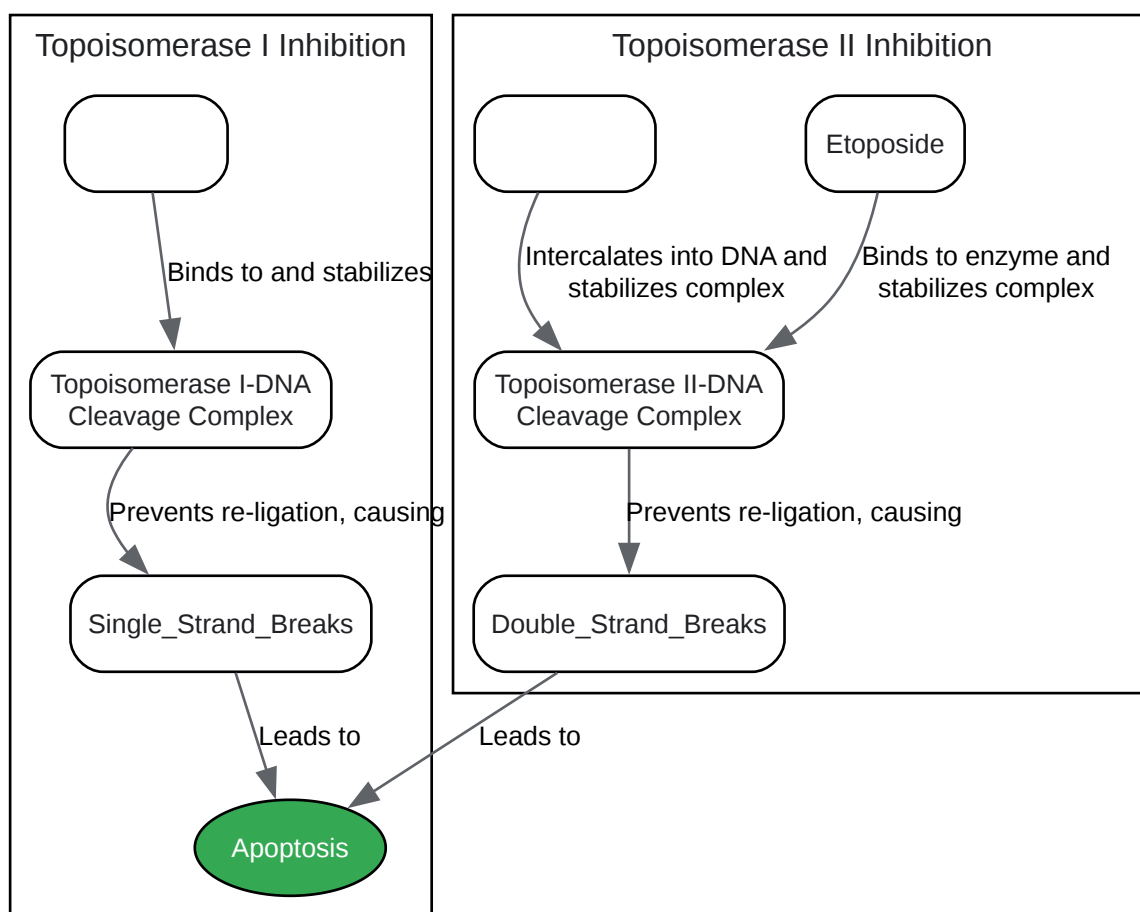 Topoisomerase I Inhibition
Topoisomerase II Inhibition
Etoposide
Binds to and stabilizes
Intercalates into DNA and
stabilizes complex
Binds to enzyme and
stabilizes complex
Topoisomerase I-DNA
Cleavage Complex
Topoisomerase II-DNA
Cleavage Complex
Prevents re-ligation, causing
Prevents re-ligation, causing
Single_Strand_Breaks
Double_Strand_Breaks
Leads to
Leads to
Apoptosis